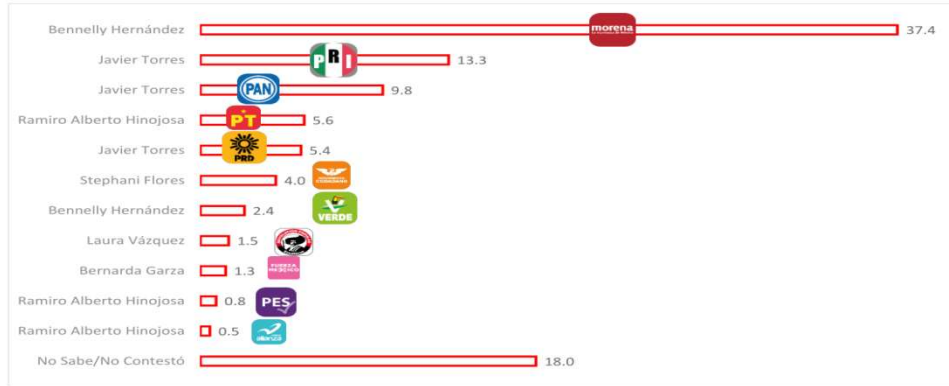 Bennelly Hernández morena 37.4
Javier Torres PRI 13.3
Javier Torres PAN 9.8
Ramiro Alberto Hinojosa PT 5.6
Javier Torres PRD 5.4
Stephani Flores 4.0
Bennelly Hernández 2.4 VERDE
Laura Vázquez 1.5
Bernarda Garza 1.3 FUERZA MÉXICO
Ramiro Alberto Hinojosa 0.8 PES
Ramiro Alberto Hinojosa 0.5 alianza
No Sabe/No Contestó 18.0